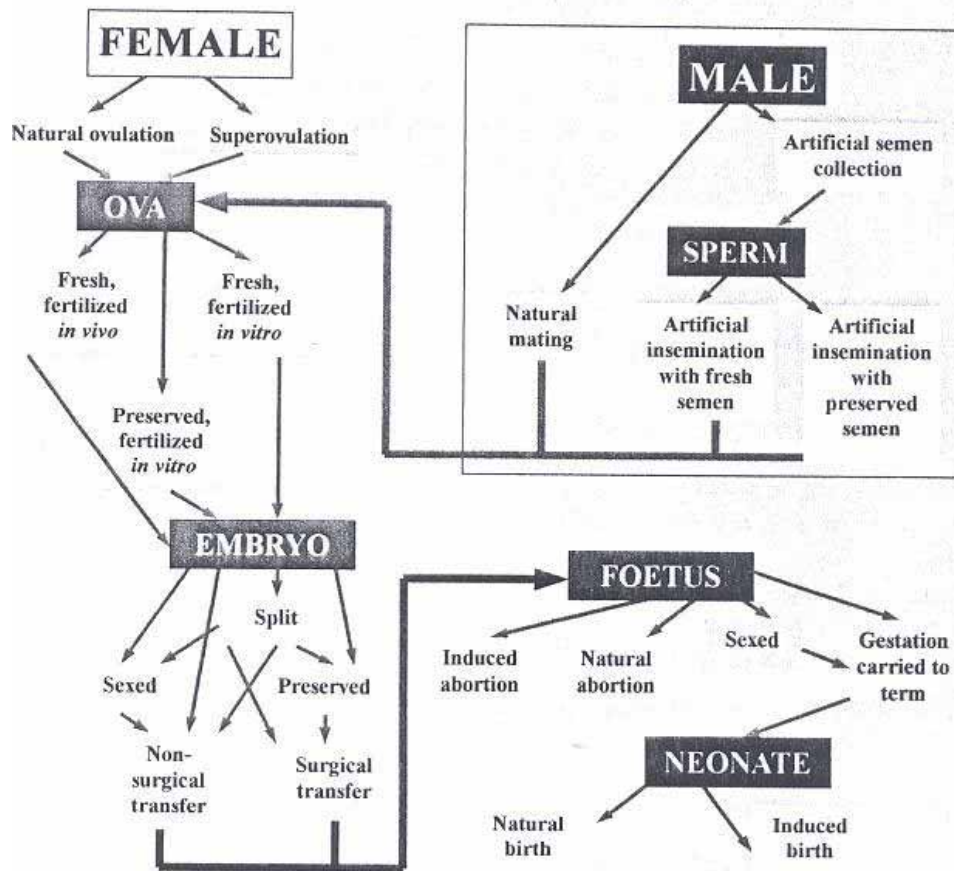 FEMALE
Natural ovulation
Superovulation
OVA
Fresh,
fertilized
in vivo
Fresh,
fertilized
in vitro
Preserved,
fertilized
in vitro
MALE
Artificial semen
collection
SPERM
Natural
mating
Artificial
insemination
with fresh
semen
Artificial
insemination
with
preserved
semen
EMBRYO
Split
Sexed
Preserved
Non-
surgical
transfer
Surgical
transfer
FOETUS
Induced
abortion
Natural
abortion
Sexed
Gestation
carried to
term
NEONATE
Natural
birth
Induced
birth